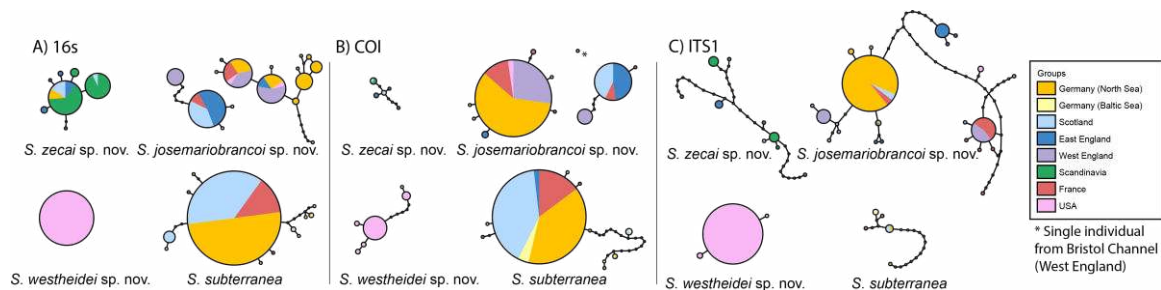 A) 16s
B) COI
C) ITS1
S. zecai sp. nov.
S. josemariobrancoi sp. nov.
S. zecai sp. nov.
S. josemariobrancoi sp. nov.
S. zecai sp. nov.
S. josemariobrancoi sp. nov.
S. westheidei sp. nov.
S. subterranea
S. westheidei sp. nov.
S. subterranea
S. westheidei sp. nov.
S. subterranea
*
Groups
Germany (North Sea)
Germany (Baltic Sea)
Scotland
East England
West England
Scandinavia
France
USA
* Single individual
from Bristol Channel
(West England)